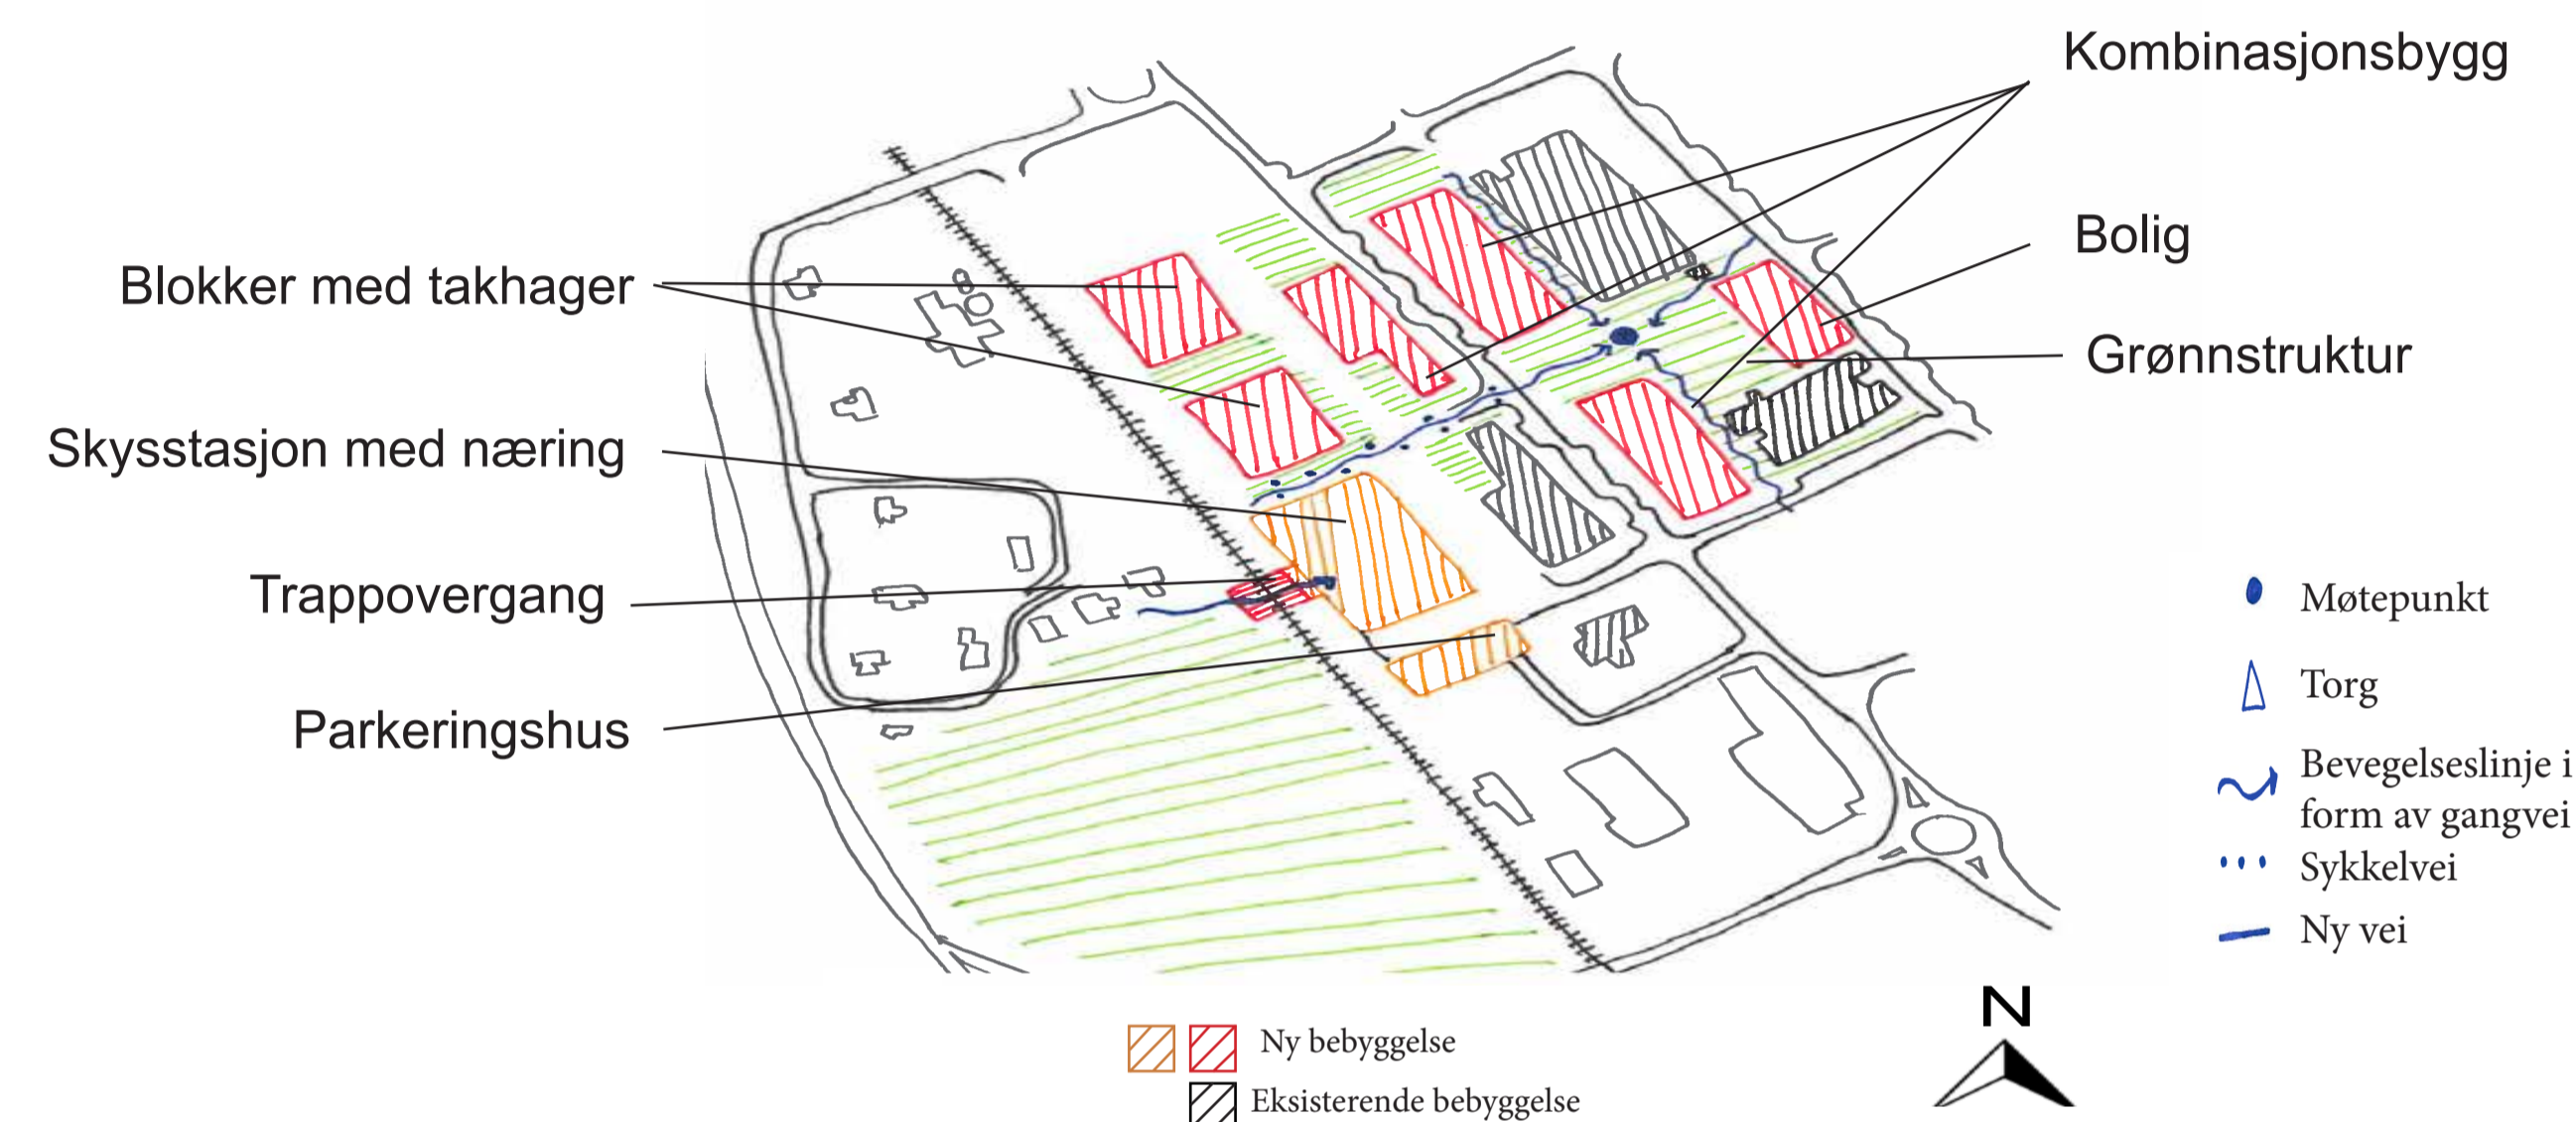 Kombinasjonsbygg
Bolig
Grønnstruktur
Blokker med takhager
Skysstasjon med næring
Trappovergang
Parkeringshus
Møtepunkt
Torg
Bevegelseslinje i
form av gangvei
Sykkelvei
Ny vei
N
Ny bebyggelse
Eksisterende bebyggelse